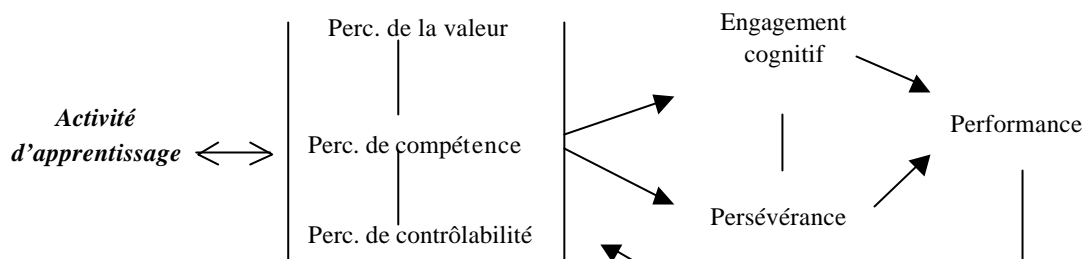 Perc. de la valeur
Engagement
cognitif
Activité
d'apprentissage
Perc. de compétence
Performance
Persévérance
Perc. de contrôlabilité